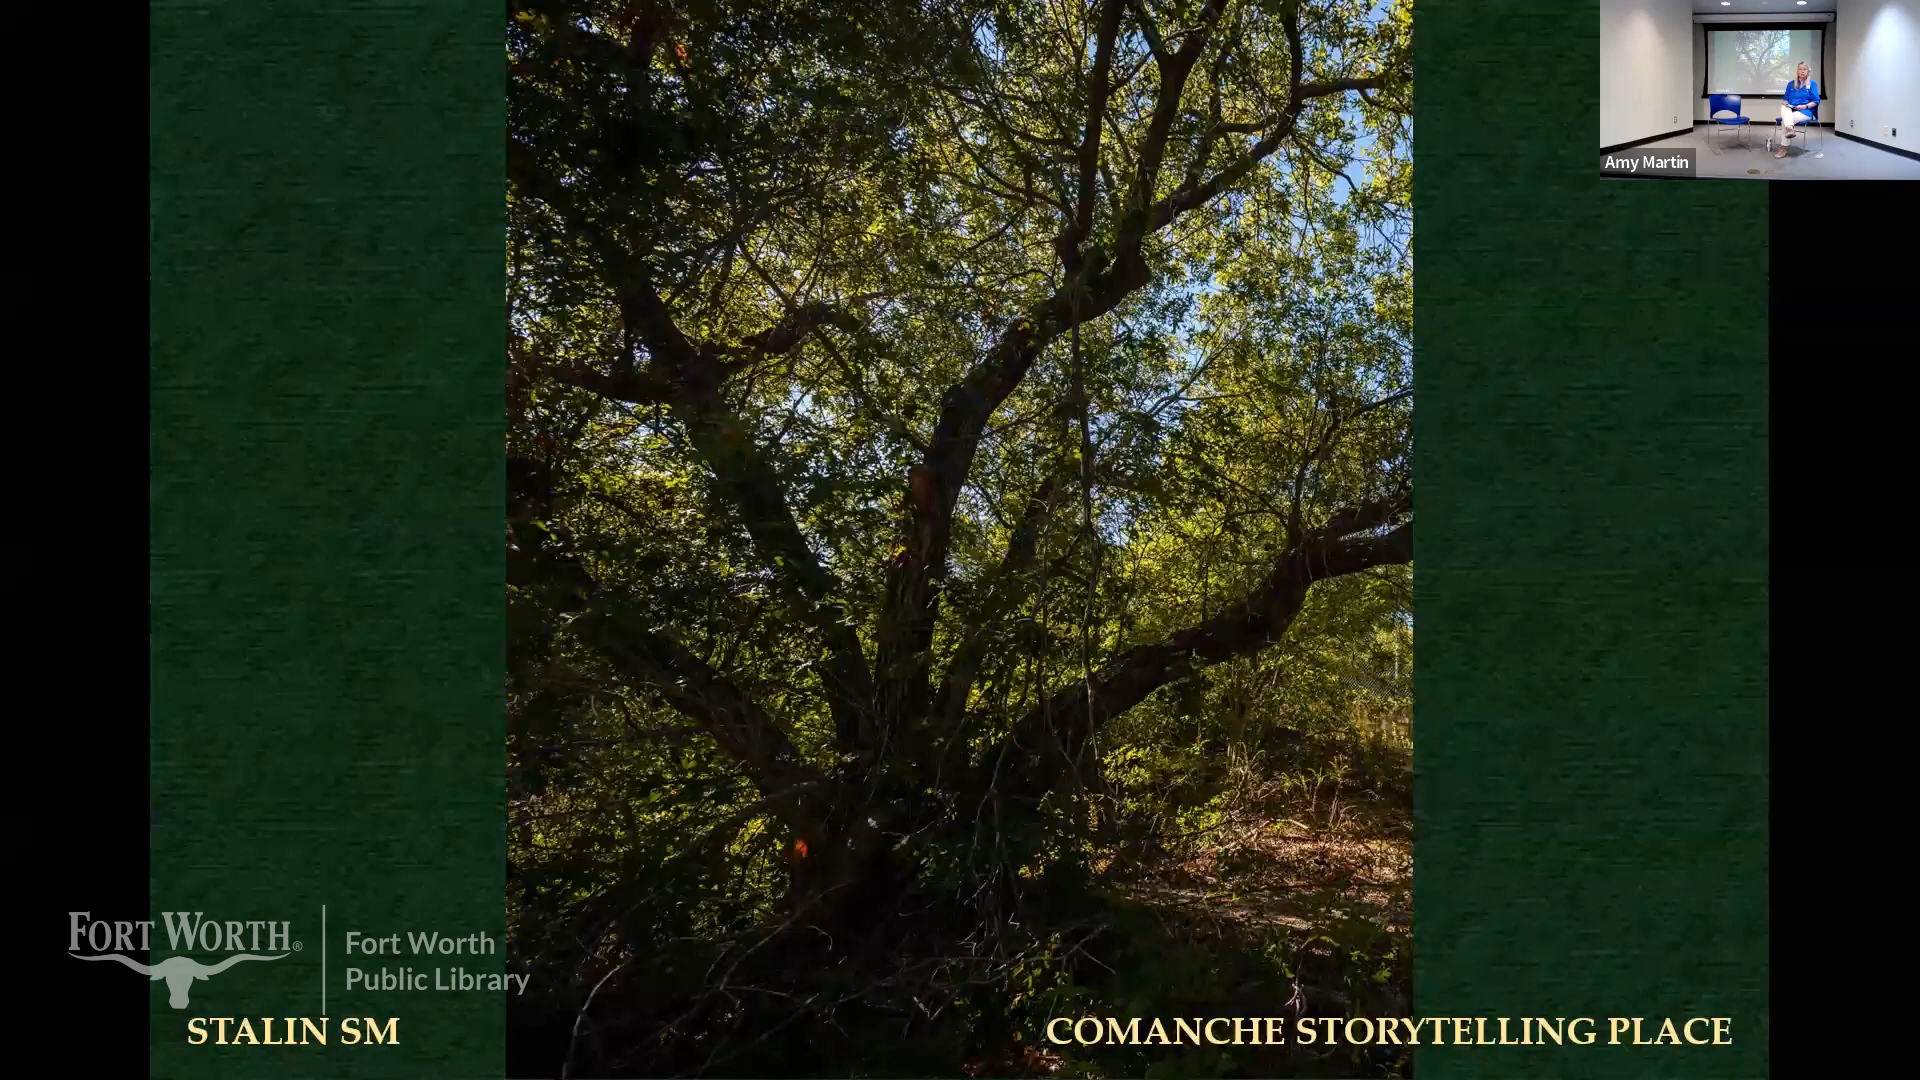 Amy Martin
FORT WORTH®
Fort Worth
Public Library
STALIN SM
COMANCHE STORYTELLING PLACE